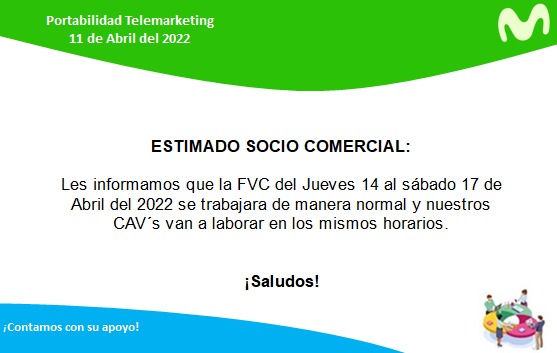 Portabilidad Telemarketing
11 de Abril del 2022
ESTIMADO SOCIO COMERCIAL:
Les informamos que la FVC del Jueves 14 al sábado 17 de
Abril del 2022 se trabajara de manera normal y nuestros
CAV´s van a laborar en los mismos horarios.
¡Saludos!
¡Contamos con su apoyo!